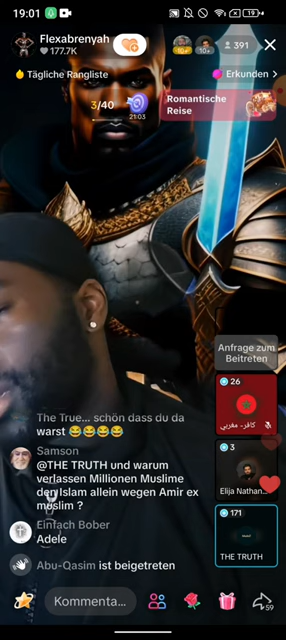 19:01
19
Flexabrenyah
177.7K
10+
10+
391
Tägliche Rangliste
Erkunden >
3/40
21:03
Romantische
Reise
Anfrage zum
Beitreten
26
كافر- مغربي
3
Elija Nathan...
171
THE TRUTH
The True... schön dass du da
warst 😂😂😂😂
Samson
@THE TRUTH und warum
verlassen Millionen Muslime
den Islam allein wegen Amir ex
muslim ?
Einfach Bober
Adele
Abu-Qasim ist beigetreten
Kommenta...
59